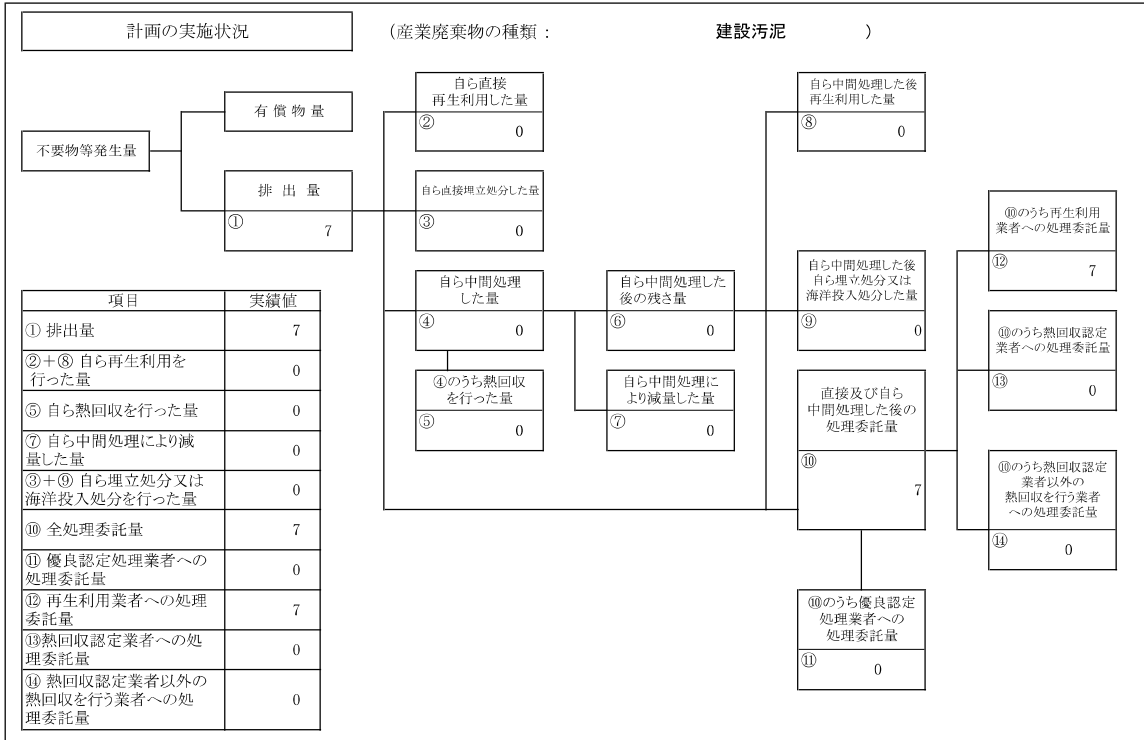 計画の実施状況
(産業廃棄物の種類： 建設汚泥 )
不要物等発生量
有償物量
排出量
①
7
自ら直接
再生利用した量
②
0
自ら直接埋立処分した量
③
0
自ら中間処理
した量
④
0
④のうち熱回収
を行った量
⑤
0
自ら中間処理した
後の残さ量
⑥
0
自ら中間処理に
より減量した量
⑦
0
自ら中間処理した後
再生利用した量
⑧
0
自ら中間処理した後
自ら埋立処分又は
海洋投入処分した量
⑨
0
直接及び自ら
中間処理した後の
処理委託量
⑩
7
⑩のうち優良認定
処理業者への
処理委託量
⑪
0
⑩のうち再生利用
業者への処理委託量
⑫
7
⑩のうち熱回収認定
業者への処理委託量
⑬
0
⑩のうち熱回収認定
業者以外の
熱回収を行う業者
への処理委託量
⑭
0
項目 実績値
① 排出量 7
②＋⑧ 自ら再生利用を
行った量 0
⑤ 自ら熱回収を行った量 0
⑦ 自ら中間処理により減
量した量 0
③＋⑨ 自ら埋立処分又は
海洋投入処分を行った量 0
⑩ 全処理委託量 7
⑪ 優良認定処理業者への
処理委託量 0
⑫ 再生利用業者への処理
委託量 7
⑬熱回収認定業者への処
理委託量 0
⑭ 熱回収認定業者以外の
熱回収を行う業者への処
理委託量 0